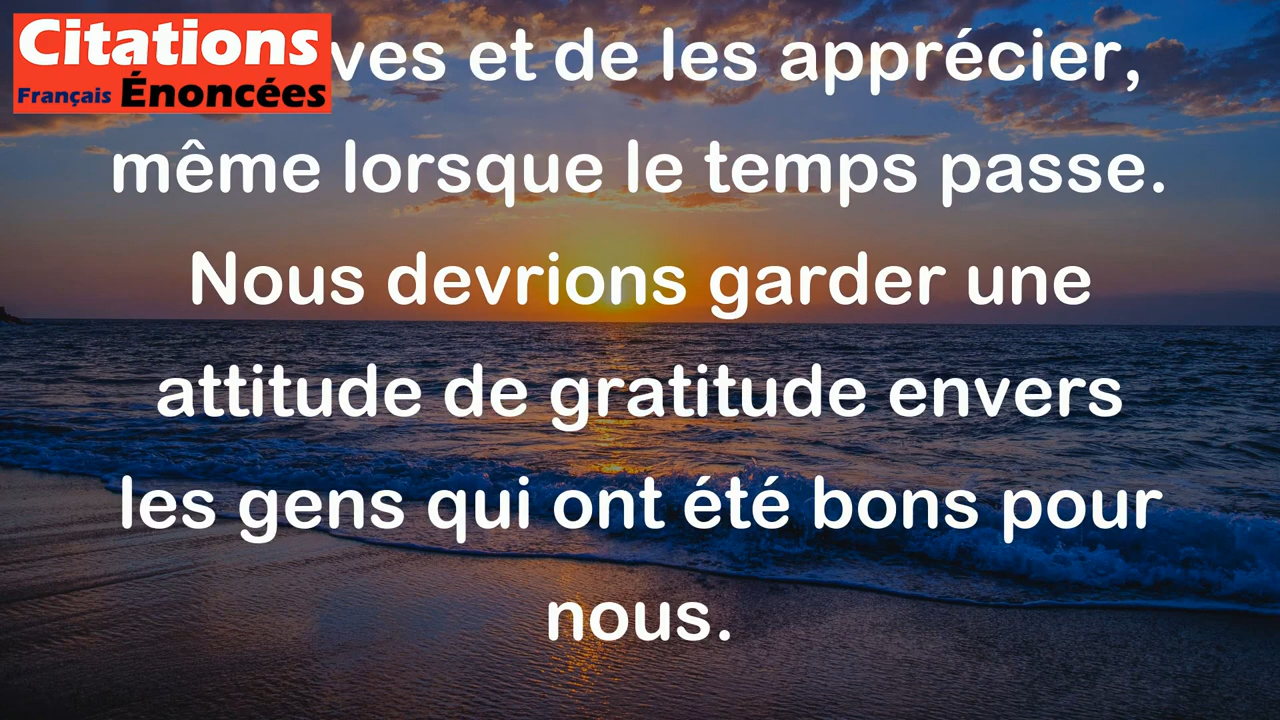 Citations
Français Énoncées
ves et de les apprécier,
même lorsque le temps passe.
Nous devrions garder une
attitude de gratitude envers
les gens qui ont été bons pour
nous.